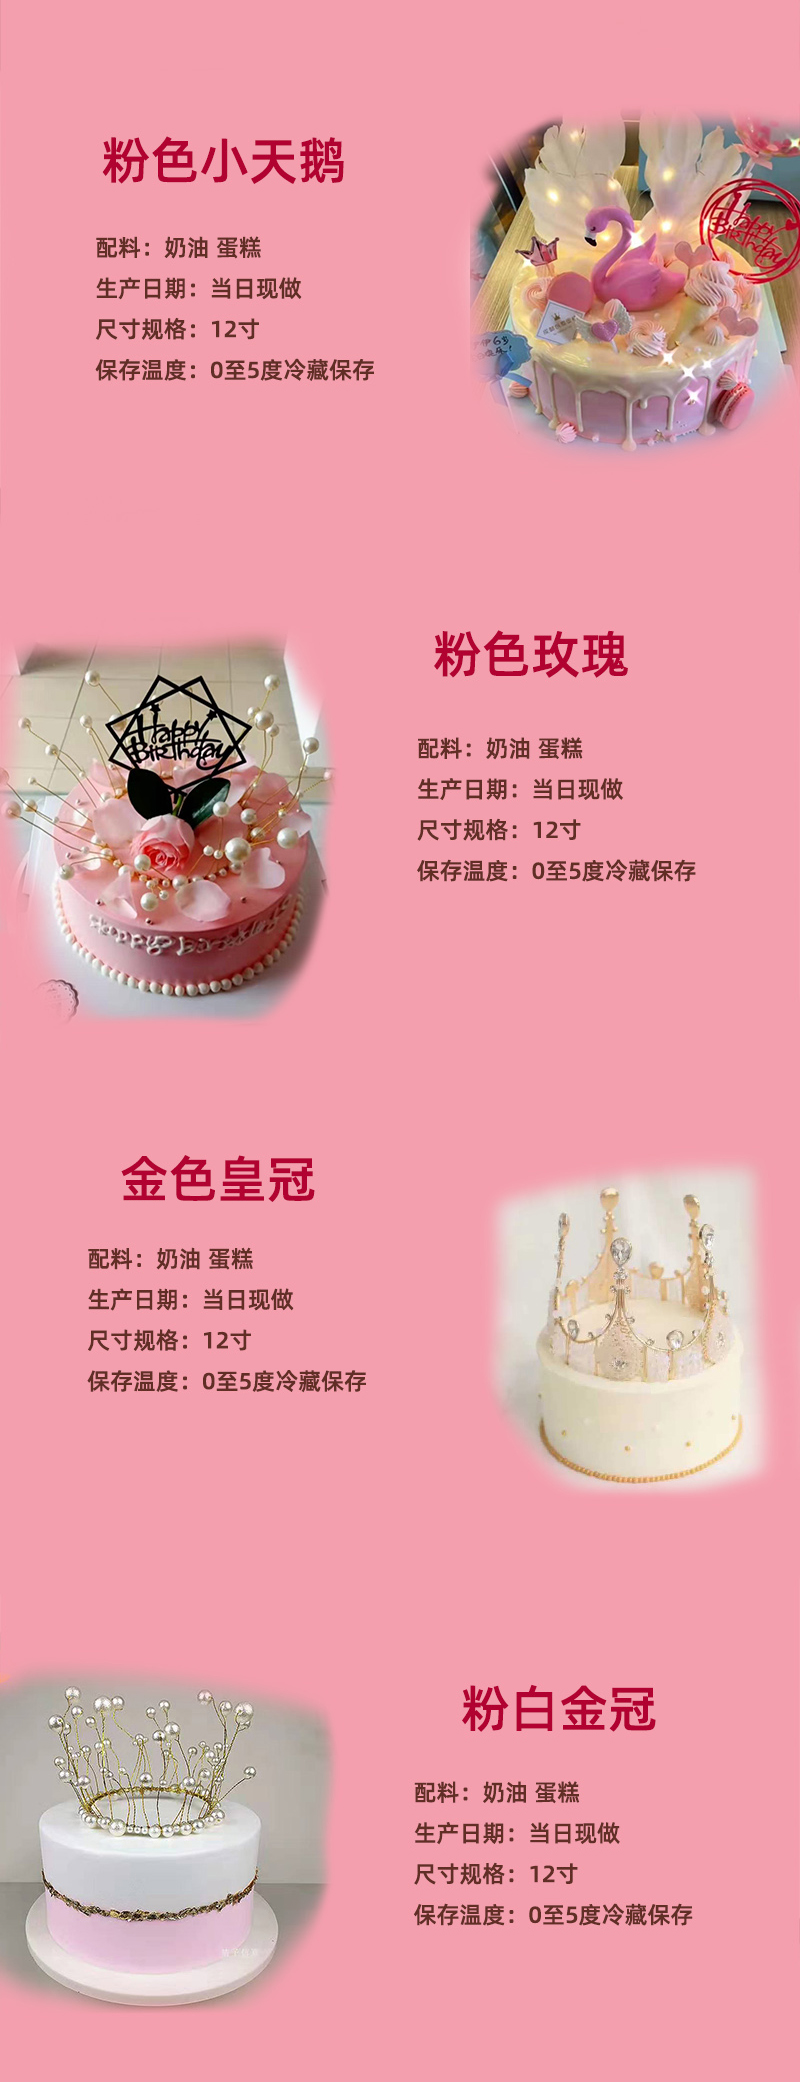 粉色小天鹅
配料：奶油 蛋糕
生产日期：当日现做
尺寸规格：12寸
保存温度：0至5度冷藏保存
Happy
Birthday
粉色玫瑰
配料：奶油 蛋糕
生产日期：当日现做
尺寸规格：12寸
保存温度：0至5度冷藏保存
Happy
Birthday
金色皇冠
配料：奶油 蛋糕
生产日期：当日现做
尺寸规格：12寸
保存温度：0至5度冷藏保存
粉白金冠
配料：奶油 蛋糕
生产日期：当日现做
尺寸规格：12寸
保存温度：0至5度冷藏保存